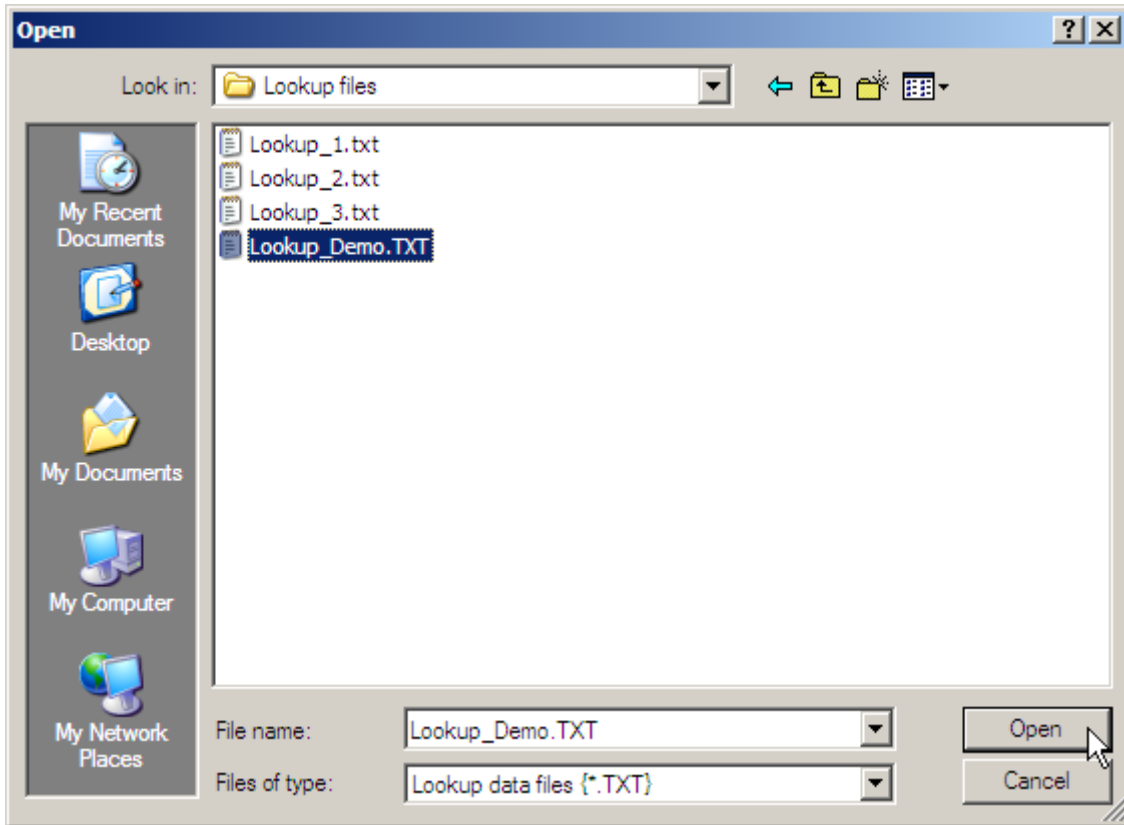 Open
Look in:
Lookup files
My Recent
Documents
Desktop
My Documents
My Computer
My Network
Places
Lookup_1.txt
Lookup_2.txt
Lookup_3.txt
Lookup_Demo.TXT
File name:
Lookup_Demo.TXT
Open
Files of type:
Lookup data files {*.TXT}
Cancel